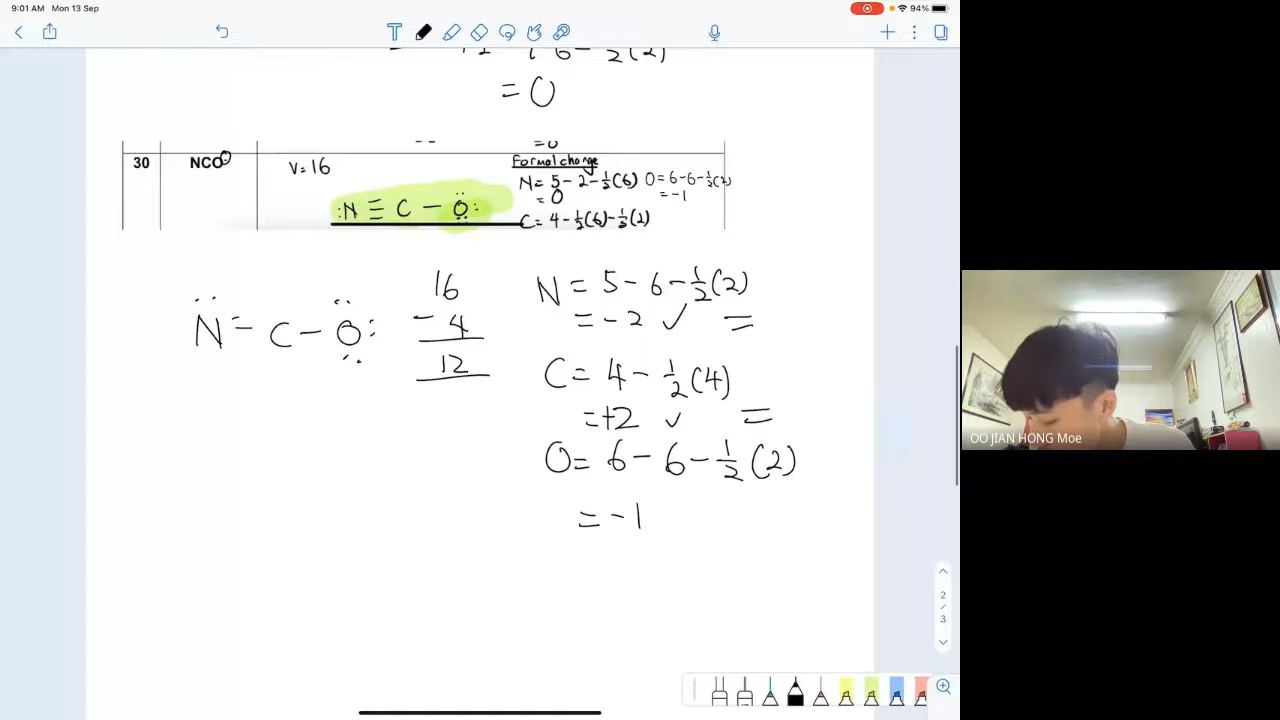 9:01 AM Mon 13 Sep
94%
= 0
30 NCO⊖
V=16
:N ≡ C – O:
Formal charge
N = 5 - 2 - ½(6)
= 0
O = 6 - 6 - ½(2)
= -1
C = 4 - ½(6) - ½(2)
N = C – O:
16
- 4
12
N = 5 - 6 - ½(2)
= -2 ✓ =
C = 4 - ½(4)
= +2 ✓ =
O = 6 - 6 - ½(2)
= -1
OO JIAN HONG Moe
2
/
3